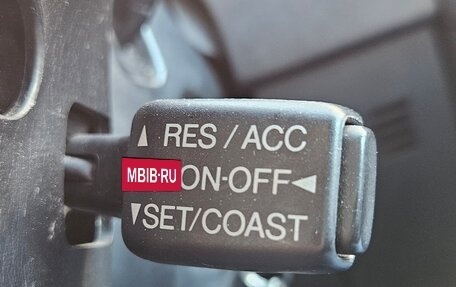 ▲ RES / ACC
MBIB·RU
ON-OFF◄
▼SET/COAST